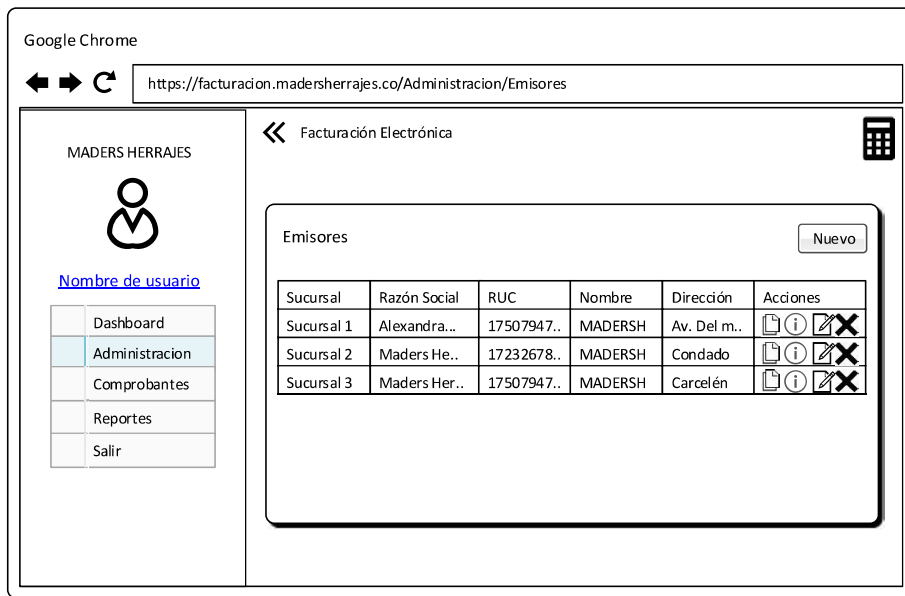 Google Chrome
https://facturacion.madersherrajes.co/Administracion/Emisores
MADERS HERRAJES
Nombre de usuario
Dashboard
Administracion
Comprobantes
Reportes
Salir
Facturación Electrónica
Emisores
Nuevo
Sucursal Razón Social RUC Nombre Dirección Acciones
Sucursal 1 Alexandra... 17507947.. MADERSH Av. Del m..
Sucursal 2 Maders He.. 17232678.. MADERSH Condado
Sucursal 3 Maders Her.. 17507947.. MADERSH Carcelén